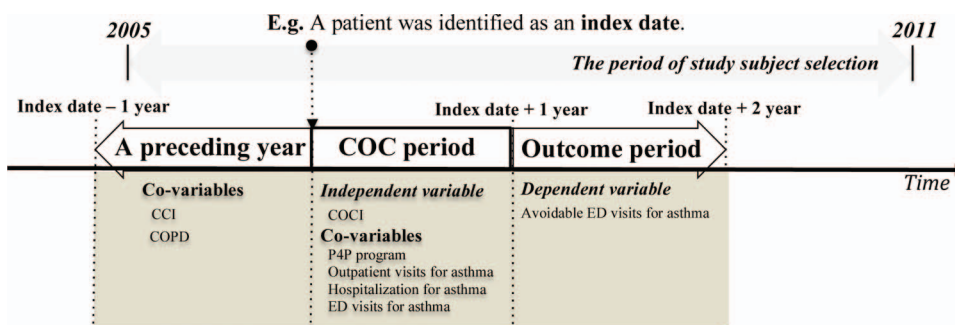 E.g. A patient was identified as an index date.
2005
2011
The period of study subject selection
Index date – 1 year
Index date + 1 year
Index date + 2 year
A preceding year
COC period
Outcome period
Time
Co-variables
CCI
COPD
Independent variable
COCI
Co-variables
P4P program
Outpatient visits for asthma
Hospitalization for asthma
ED visits for asthma
Dependent variable
Avoidable ED visits for asthma